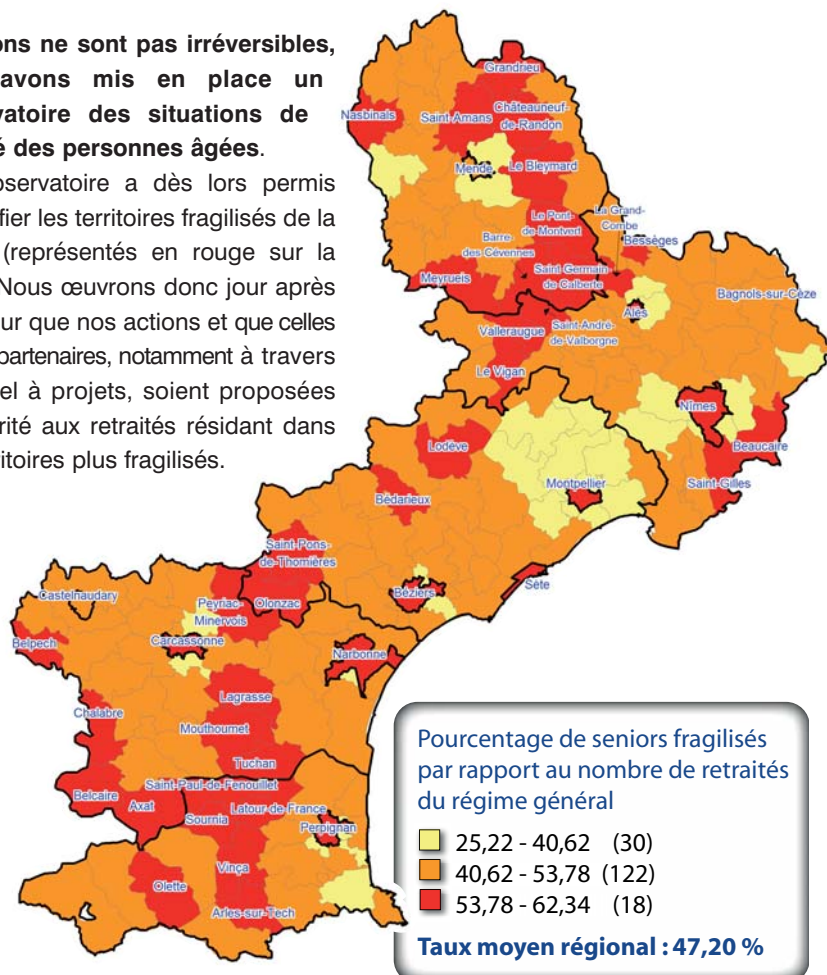 ons ne sont pas irréversibles,
avons mis en place un
vatoire des situations de
é des personnes âgées.
bservatoire a dès lors permis
ifier les territoires fragilisés de la
(représentés en rouge sur la
Nous œuvrons donc jour après
ur que nos actions et que celles
partenaires, notamment à travers
el à projets, soient proposées
rité aux retraités résidant dans
ritoires plus fragilisés.
Grandrieu
Nasbinals
Saint-Amans
Châteauneuf-
de-Randon
Mende
Le Bleymard
Le Pont-
de-Montvert
La Grand-
Combe
Barre
des Cévennes
Bessèges
Meyrueis
Saint-Germain
de-Calberte
Bagnols-sur-Cèze
Alès
Valleraugue
Saint-André
de-Valborgne
Le Vigan
Nîmes
Beaucaire
Lodève
Saint-Gilles
Montpellier
Bédarieux
Saint-Pons-
de-Thomières
Sète
Béziers
Castelnaudary
Peyriac-
Minervois
Olonzac
Carcassonne
Belpech
Narbonne
Lagrasse
Chalabre
Mouthoumet
Tuchan
Saint-Paul-de-Fenouillet
Belcaire
Axat
Latour-de-France
Sournia
Perpignan
Vinça
Olette
Arles-sur-Tech
Pourcentage de seniors fragilisés
par rapport au nombre de retraités
du régime général
25,22 - 40,62 (30)
40,62 - 53,78 (122)
53,78 - 62,34 (18)
Taux moyen régional : 47,20 %